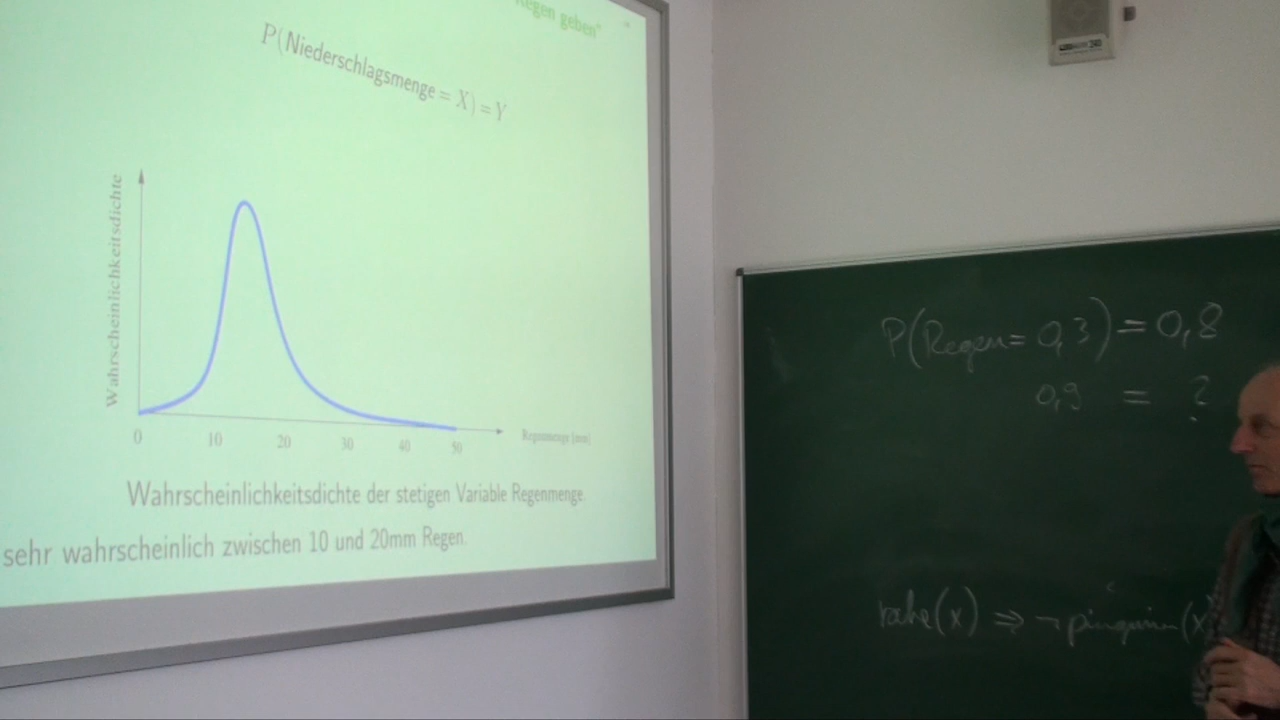 Regen geben"
P(Niederschlagsmenge = X) = Y
Wahrscheinlichkeitsdichte
0 10 20 30 40 50
Regenmenge [mm]
Wahrscheinlichkeitsdichte der stetigen Variable Regenmenge.
sehr wahrscheinlich zwischen 10 und 20mm Regen.
P(Regen = 0,3) = 0,8
0,9 = ?
(x) ⇒ ¬ pinguin(x)